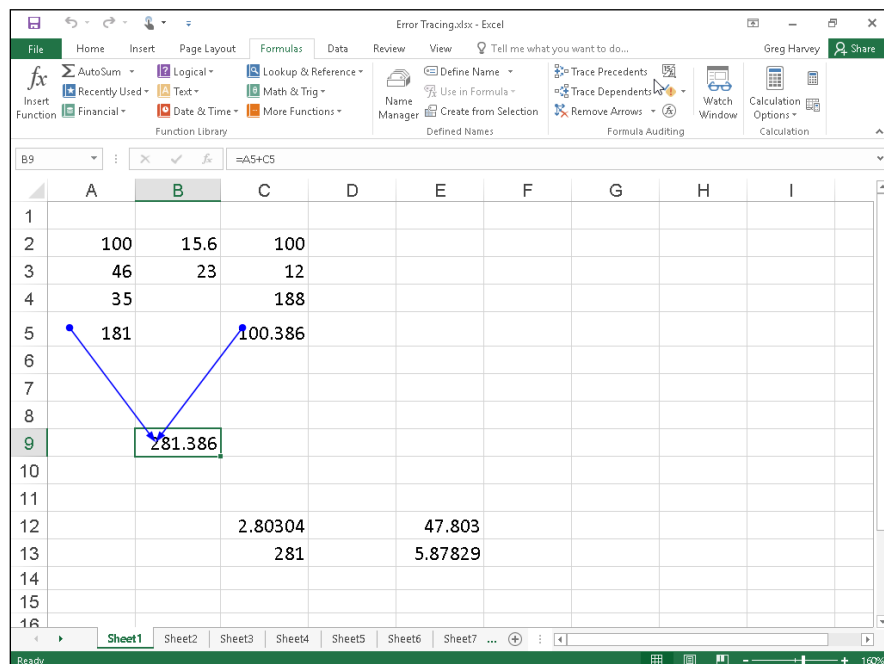 Error Tracing.xlsx - Excel
File Home Insert Page Layout Formulas Data Review View Tell me what you want to do... Greg Harvey Share
fx Insert Function
Σ AutoSum
Recently Used
Financial
Logical
Text
Date & Time
Lookup & Reference
Math & Trig
More Functions
Function Library
Name Manager
Define Name
Use in Formula
Create from Selection
Defined Names
Trace Precedents
Trace Dependents
Remove Arrows
Formula Auditing
Watch Window
Calculation Options
Calculation
B9 fx =A5+C5
A B C D E F G H I
1
2 100 15.6 100
3 46 23 12
4 35 188
5 181 100.386
6
7
8
9 281.386
10
11
12 2.80304 47.803
13 281 5.87829
14
15
16
Sheet1 Sheet2 Sheet3 Sheet4 Sheet5 Sheet6 Sheet7 ...
Ready 160%